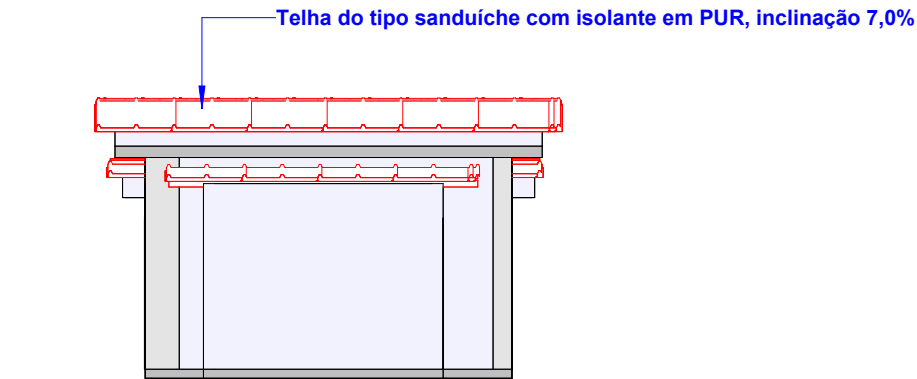 Telha do tipo sanduíche com isolante em PUR, inclinação 7,0%